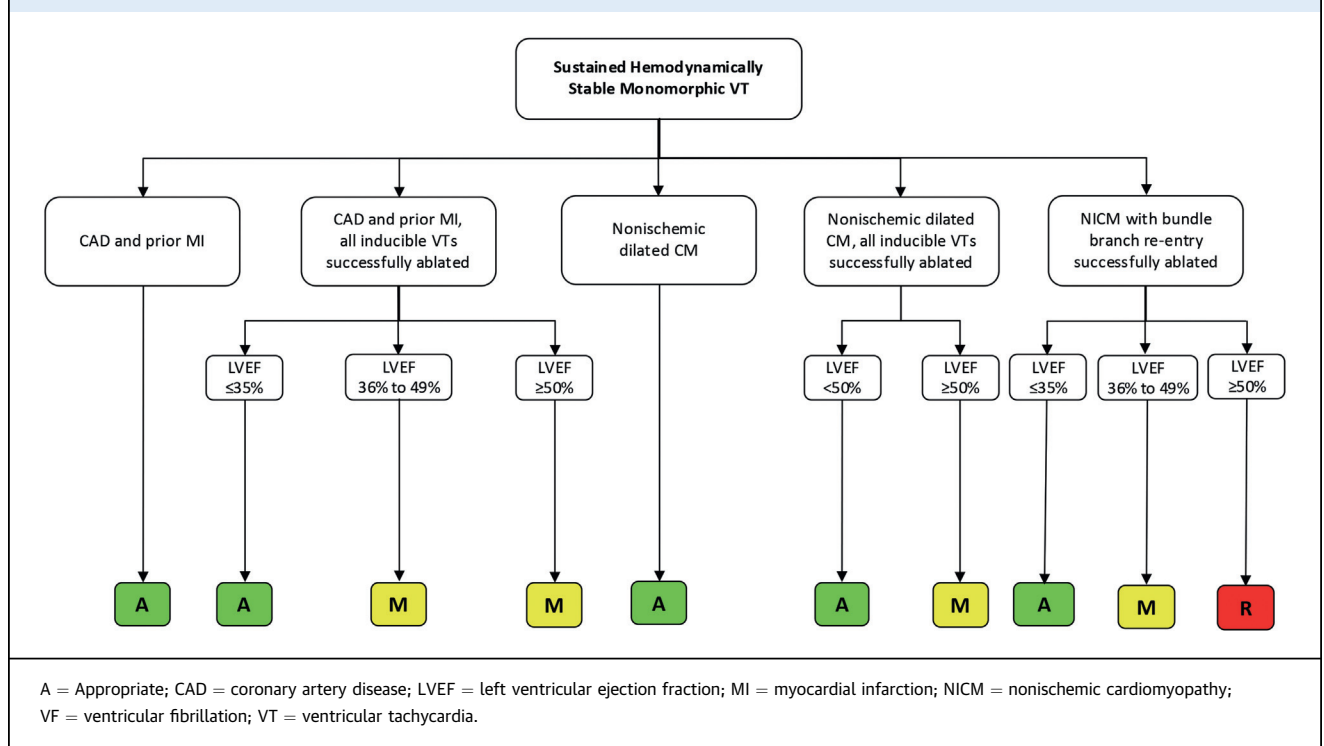 Sustained Hemodynamically
Stable Monomorphic VT
CAD and prior MI
CAD and prior MI,
all inducible VTs
successfully ablated
Nonischemic
dilated CM
Nonischemic dilated
CM, all inducible VTs
successfully ablated
NICM with bundle
branch re-entry
successfully ablated
LVEF
≤35%
LVEF
36% to 49%
LVEF
≥50%
LVEF
<50%
LVEF
≥50%
LVEF
≤35%
LVEF
36% to 49%
LVEF
≥50%
A
A
M
M
A
A
M
A
M
R
A = Appropriate; CAD = coronary artery disease; LVEF = left ventricular ejection fraction; MI = myocardial infarction; NICM = nonischemic cardiomyopathy;
VF = ventricular fibrillation; VT = ventricular tachycardia.